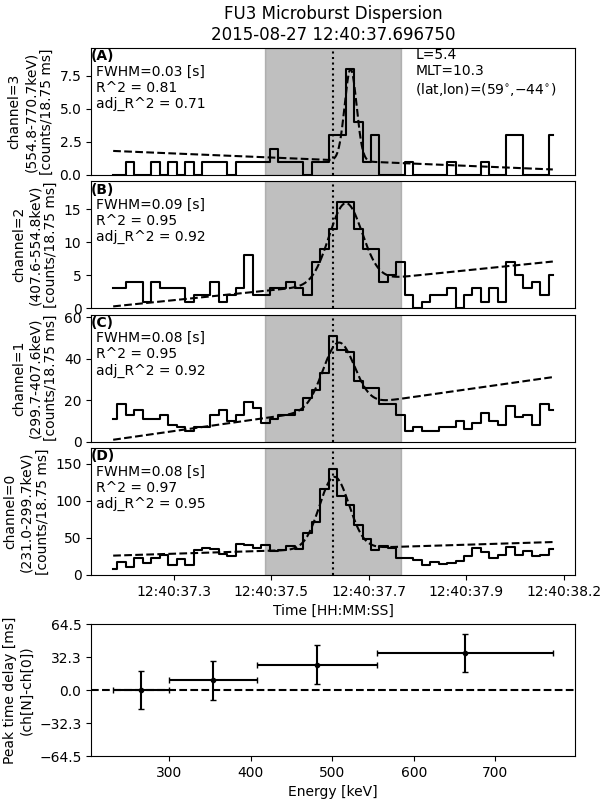 FU3 Microburst Dispersion
2015-08-27 12:40:37.696750
channel=3
(554.8-770.7keV)
[counts/18.75 ms]
7.5
5.0
2.5
0.0
(A)
FWHM=0.03 [s]
R^2 = 0.81
adj_R^2 = 0.71
L=5.4
MLT=10.3
(lat,lon)=(59°,−44°)
channel=2
(407.6-554.8keV)
[counts/18.75 ms]
15
10
5
0
(B)
FWHM=0.09 [s]
R^2 = 0.95
adj_R^2 = 0.92
channel=1
(299.7-407.6keV)
[counts/18.75 ms]
60
40
20
0
(C)
FWHM=0.08 [s]
R^2 = 0.95
adj_R^2 = 0.92
channel=0
(231.0-299.7keV)
[counts/18.75 ms]
150
100
50
0
(D)
FWHM=0.08 [s]
R^2 = 0.97
adj_R^2 = 0.95
12:40:37.3 12:40:37.5 12:40:37.7 12:40:37.9 12:40:38.2
Time [HH:MM:SS]
Peak time delay [ms]
(ch[N]-ch[0])
64.5
32.3
0.0
−32.3
−64.5
300 400 500 600 700
Energy [keV]